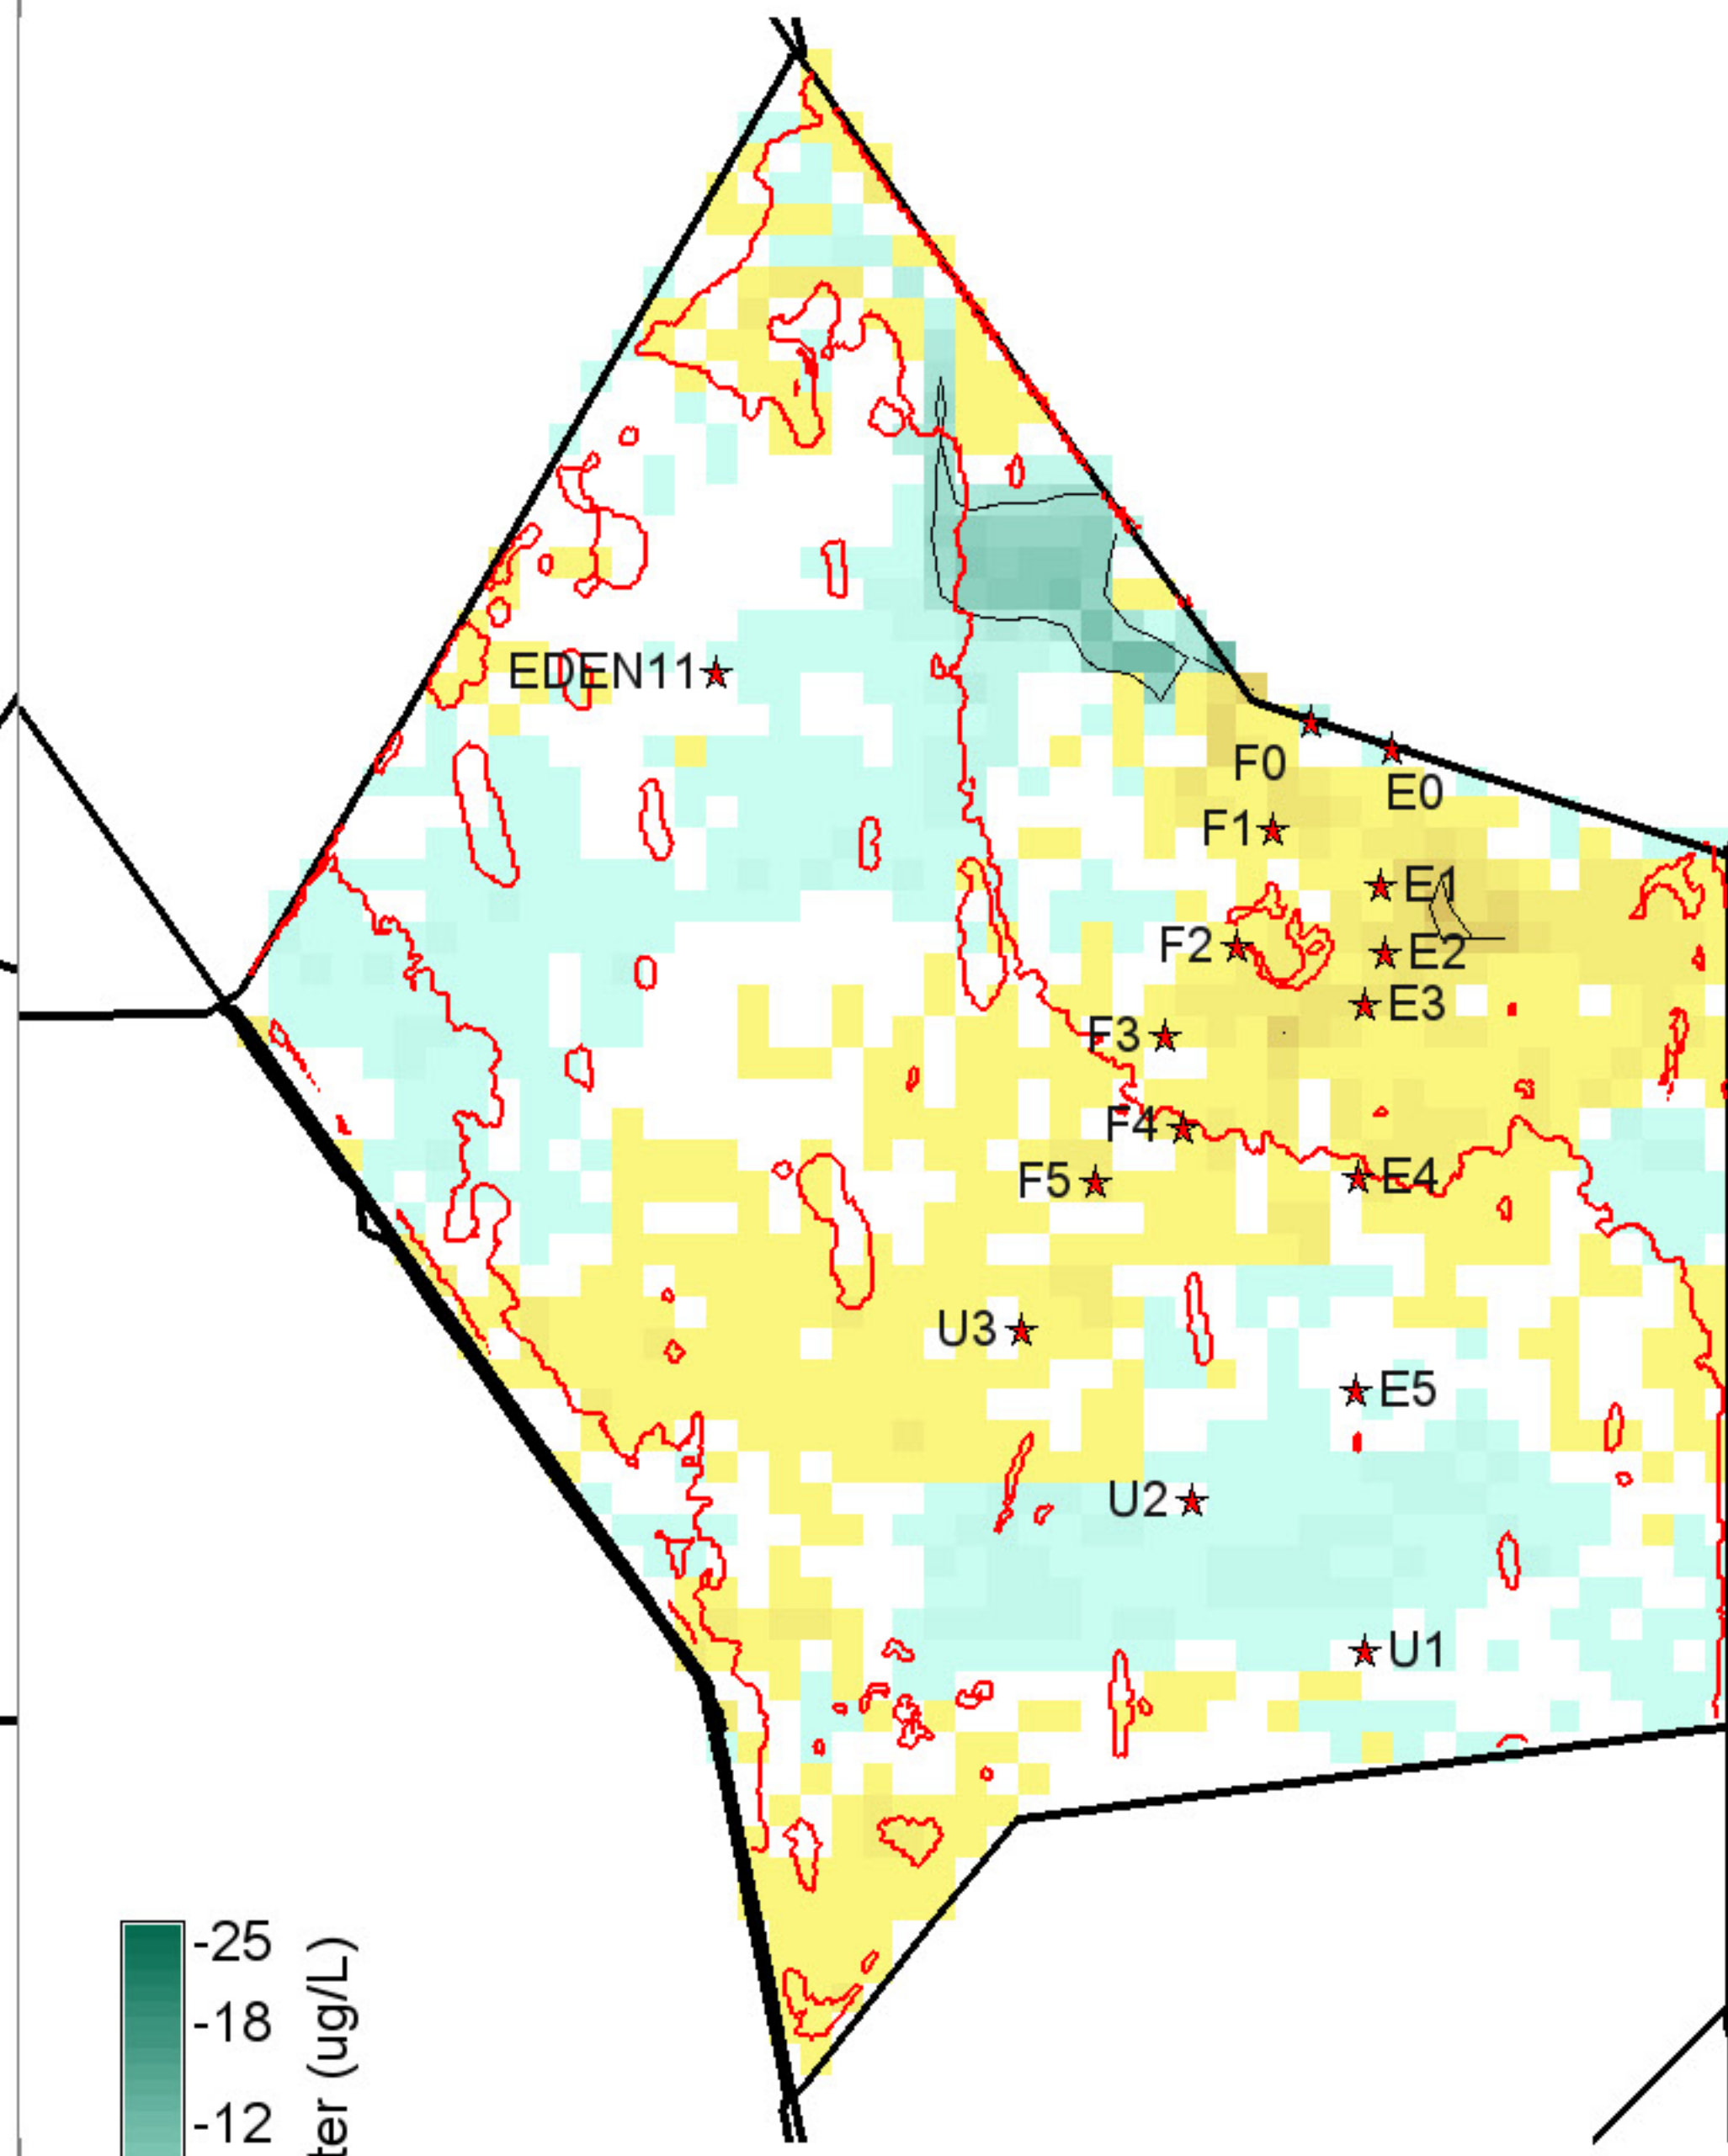 EDEN11
F0
E0
F1
E1
F2
E2
E3
F3
F4
E4
F5
U3
E5
U2
U1
-25
-18
-12
ter (ug/L)